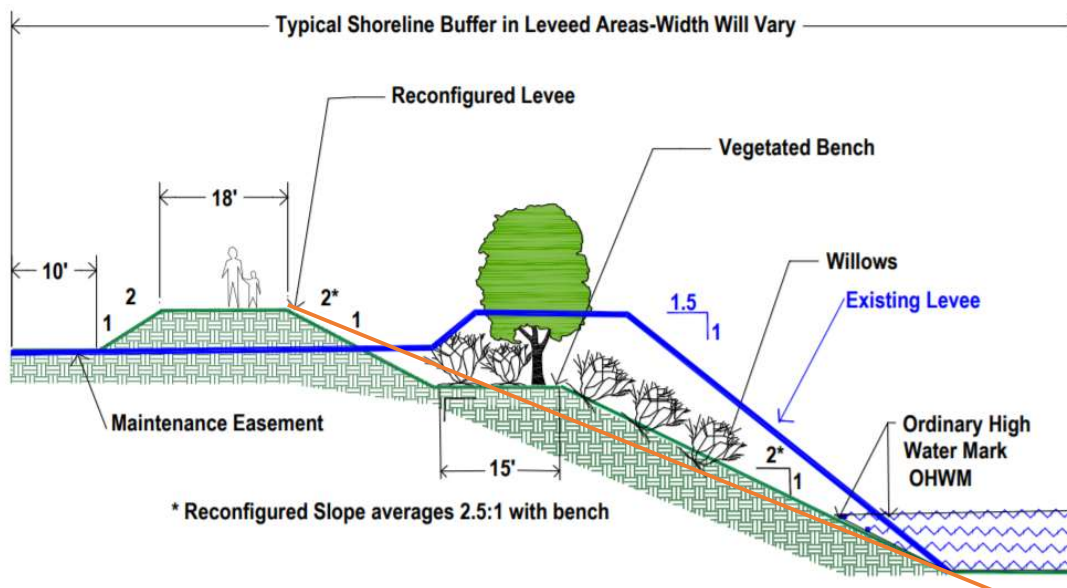 Typical Shoreline Buffer in Leveed Areas-Width Will Vary
Reconfigured Levee
Vegetated Bench
18'
10'
Willows
2
1
2*
1
1.5
1
Existing Levee
Maintenance Easement
Ordinary High
Water Mark
OHWM
2*
1
15'
* Reconfigured Slope averages 2.5:1 with bench